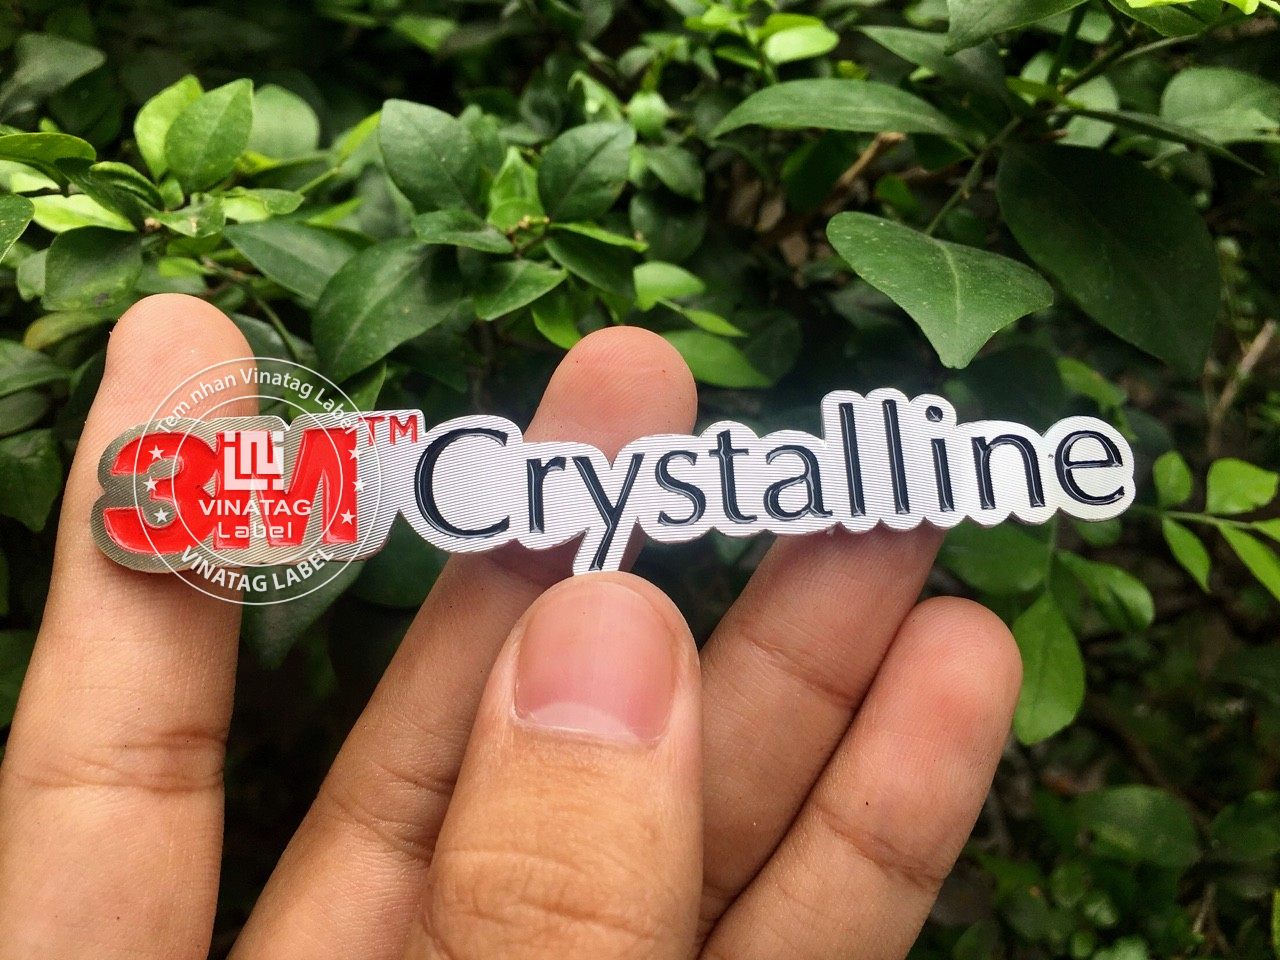 3M™ Crystalline
Tem nhan Vinatag Label
VINATAG
Label
VINATAG LABEL